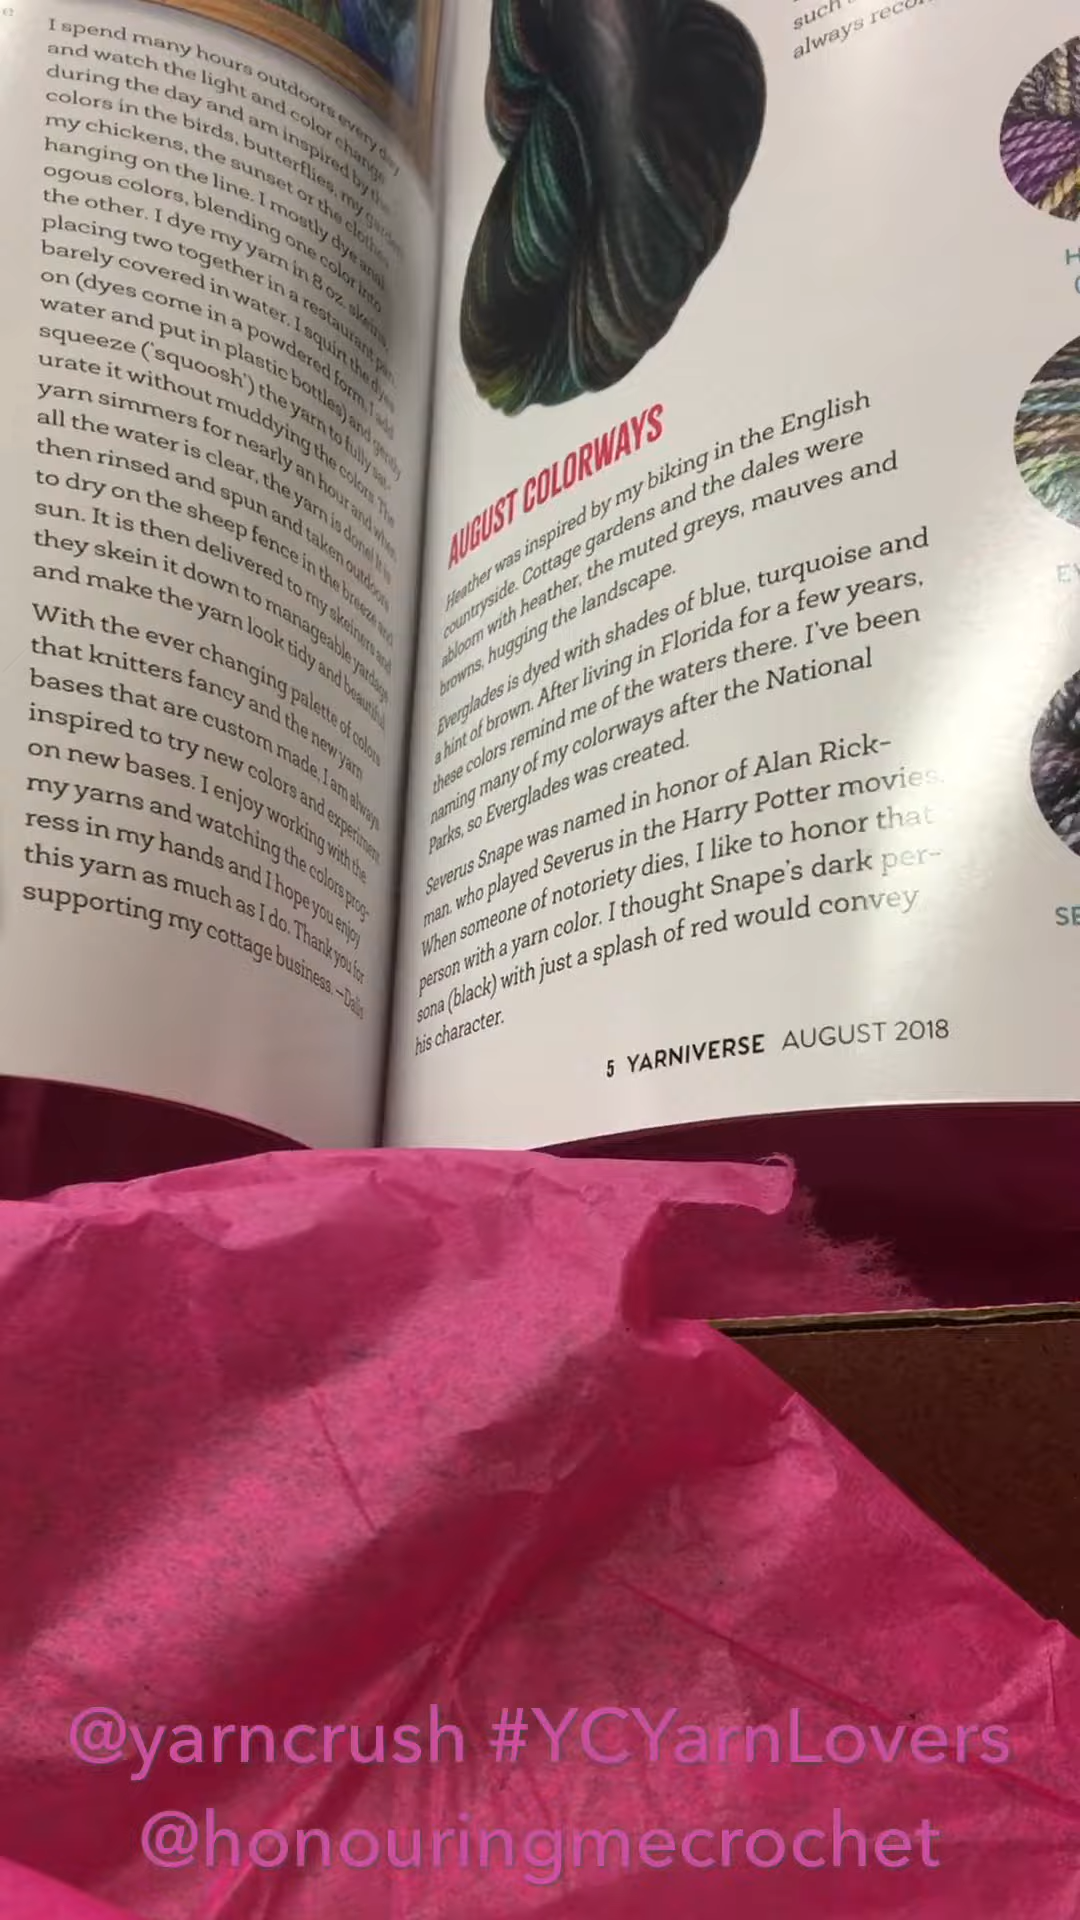 I spend many hours outdoors every day
and watch the light and color change
during the day and am inspired by the
colors in the birds, butterflies, my garden
my chickens, the sunset or the clothes
hanging on the line. I mostly dye anal-
ogous colors, blending one color into
the other. I dye my yarn in 8 oz. skeins,
placing two together in a restaurant pan,
barely covered in water. I squirt the dyes
on (dyes come in a powdered form, I add
water and put in plastic bottles) and gently
squeeze ('squoosh') the yarn to fully sat-
urate it without muddying the colors. The
yarn simmers for nearly an hour and when
all the water is clear, the yarn is done! It is
then rinsed and spun and taken outdoors
to dry on the sheep fence in the breeze and
sun. It is then delivered to my skeiners and
they skein it down to manageable yardage
and make the yarn look tidy and beautiful
With the ever changing palette of colors
that knitters fancy and the new yarn
bases that are custom made, I am always
inspired to try new colors and experiment
on new bases. I enjoy working with the
my yarns and watching the colors prog-
ress in my hands and I hope you enjoy
this yarn as much as I do. Thank you for
supporting my cottage business. —Dalis
such
always
AUGUST COLORWAYS
Heather was inspired by my biking in the English
countryside. Cottage gardens and the dales were
abloom with heather, the muted greys, mauves and
browns, hugging the landscape.
Everglades is dyed with shades of blue, turquoise and
a hint of brown. After living in Florida for a few years,
these colors remind me of the waters there. I've been
naming many of my colorways after the National
Parks, so Everglades was created.
Severus Snape was named in honor of Alan Rick-
man, who played Severus in the Harry Potter movies.
When someone of notoriety dies, I like to honor that
person with a yarn color. I thought Snape's dark per-
sona (black) with just a splash of red would convey
his character.
5 YARNIVERSE AUGUST 2018
@yarncrush #YCYarnLovers
@honouringmecrochet